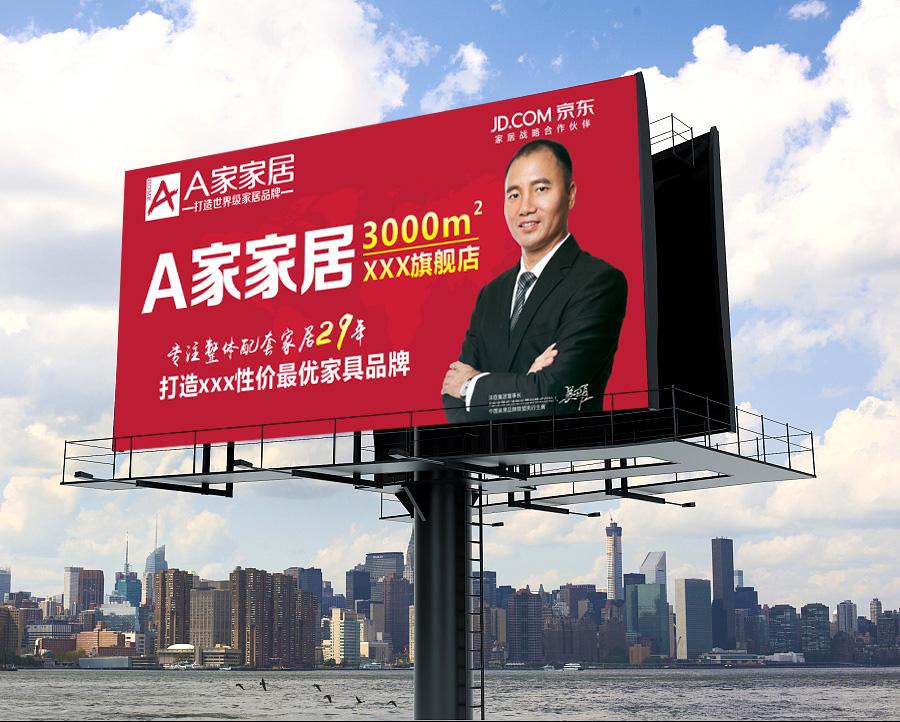 JD.COM 京东
家居战略合作伙伴
HOME
A家家居
打造世界级家居品牌
A家家居
3000m²
XXX旗舰店
专注整体配套家居29年
打造xxx性价最优家具品牌